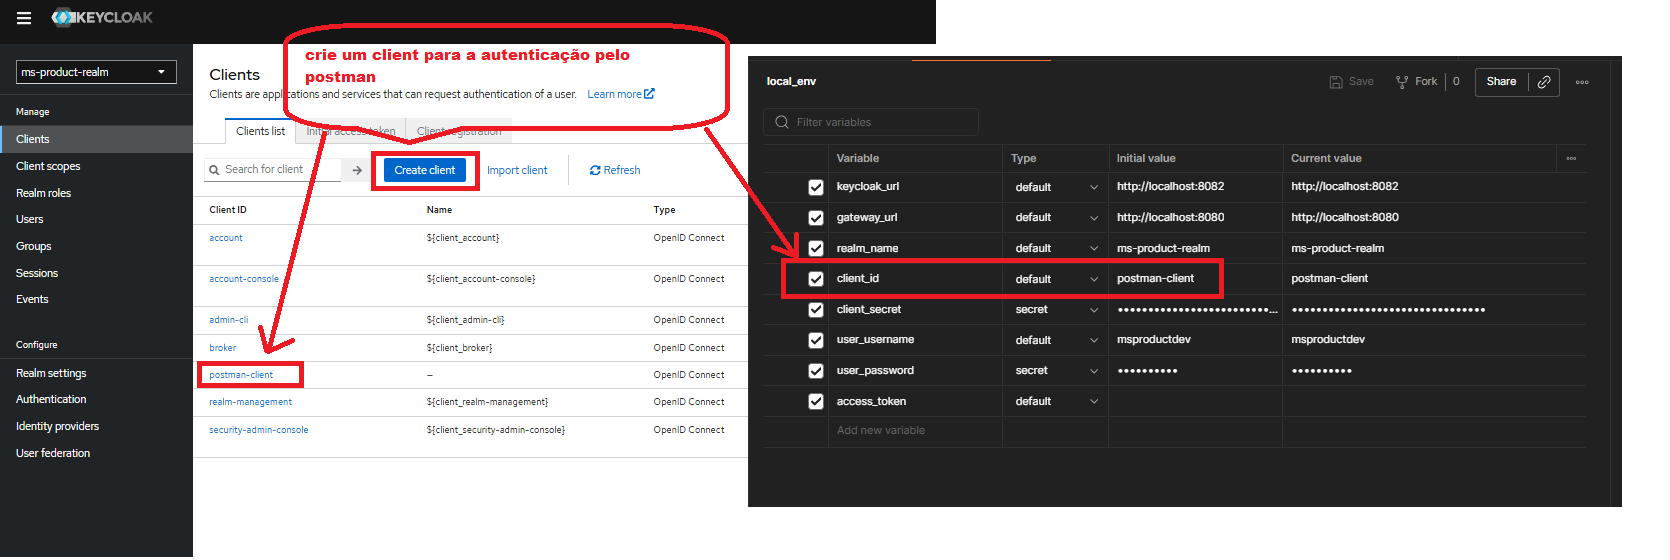 KEYCLOAK
ms-product-realm
Manage
Clients
Client scopes
Realm roles
Users
Groups
Sessions
Events
Configure
Realm settings
Authentication
Identity providers
User federation
crie um client para a autenticação pelo
postman
Clients
Clients are applications and services that can request authentication of a user. Learn more
Clients list Initial access token Client registration
Search for client Create client Import client Refresh
Client ID Name Type
account ${client_account} OpenID Connect
account-console ${client_account-console} OpenID Connect
admin-cli ${client_admin-cli} OpenID Connect
broker ${client_broker} OpenID Connect
postman-client – OpenID Connect
realm-management ${client_realm-management} OpenID Connect
security-admin-console ${client_security-admin-console} OpenID Connect
local_env Save Fork 0 Share
Filter variables
Variable Type Initial value Current value
keycloak_url default http://localhost:8082 http://localhost:8082
gateway_url default http://localhost:8080 http://localhost:8080
realm_name default ms-product-realm ms-product-realm
client_id default postman-client postman-client
client_secret secret
user_username default msproductdev msproductdev
user_password secret
access_token default
Add new variable